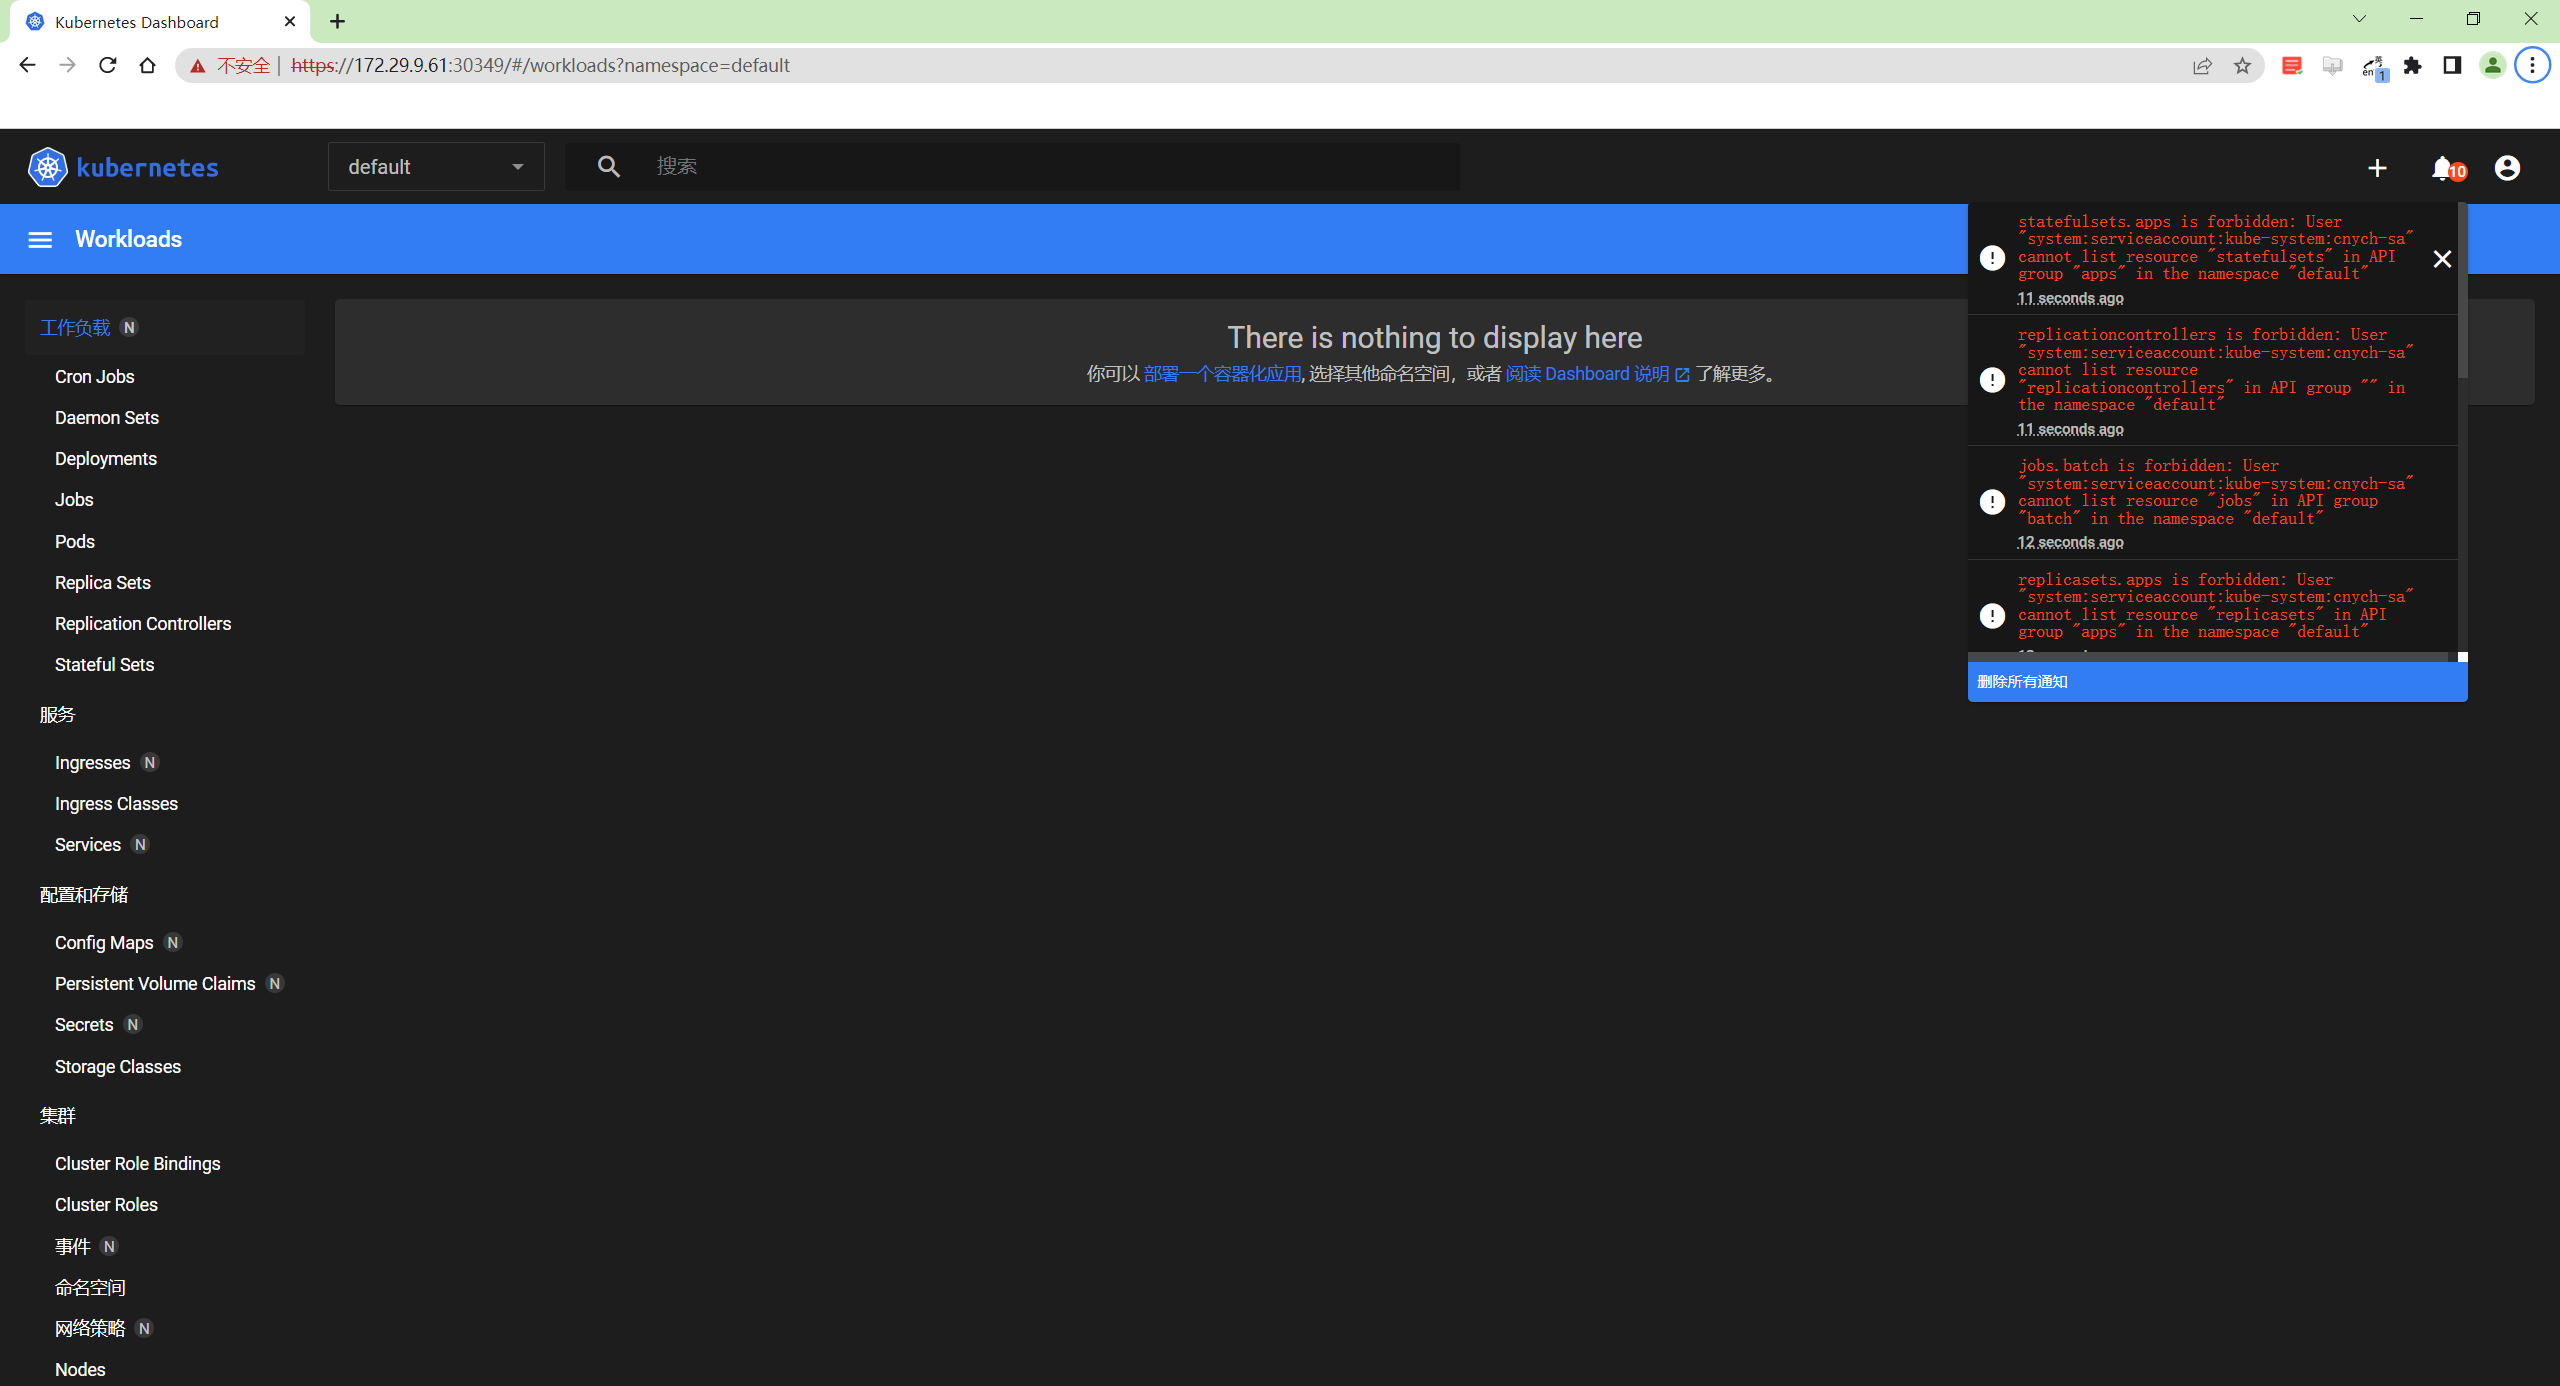 Kubernetes Dashboard
不安全 | https://172.29.9.61:30349/#/workloads?namespace=default
en 英 1
kubernetes
default
搜索
10
Workloads
工作负载 N
Cron Jobs
Daemon Sets
Deployments
Jobs
Pods
Replica Sets
Replication Controllers
Stateful Sets
服务
Ingresses N
Ingress Classes
Services N
配置和存储
Config Maps N
Persistent Volume Claims N
Secrets N
Storage Classes
集群
Cluster Role Bindings
Cluster Roles
事件 N
命名空间
网络策略 N
Nodes
There is nothing to display here
你可以 部署一个容器化应用, 选择其他命名空间，或者 阅读 Dashboard 说明 了解更多。
statefulsets.apps is forbidden: User
"system:serviceaccount:kube-system:cnych-sa"
cannot list resource "statefulsets" in API
group "apps" in the namespace "default"
11 seconds ago
replicationcontrollers is forbidden: User
"system:serviceaccount:kube-system:cnych-sa"
cannot list resource
"replicationcontrollers" in API group "" in
the namespace "default"
11 seconds ago
jobs.batch is forbidden: User
"system:serviceaccount:kube-system:cnych-sa"
cannot list resource "jobs" in API group
"batch" in the namespace "default"
12 seconds ago
replicasets.apps is forbidden: User
"system:serviceaccount:kube-system:cnych-sa"
cannot list resource "replicasets" in API
group "apps" in the namespace "default"
删除所有通知